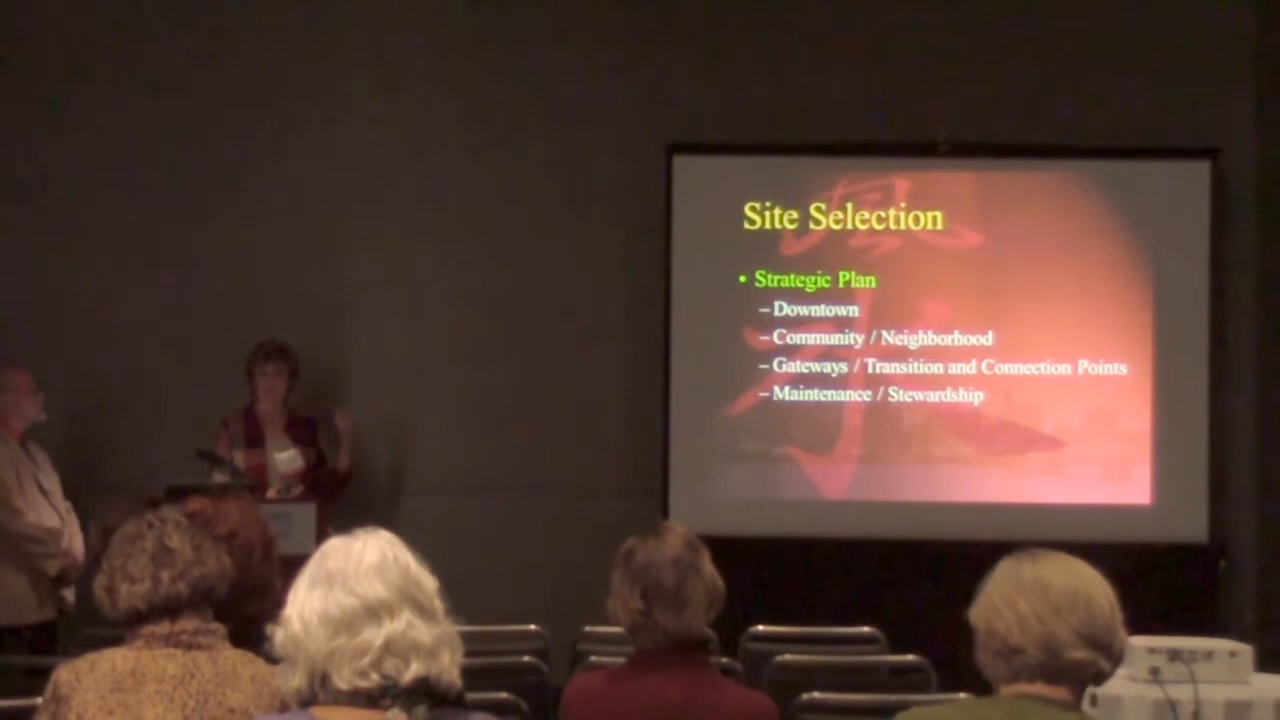 Site Selection
• Strategic Plan
– Downtown
– Community / Neighborhood
– Gateways / Transition and Connection Points
– Maintenance / Stewardship